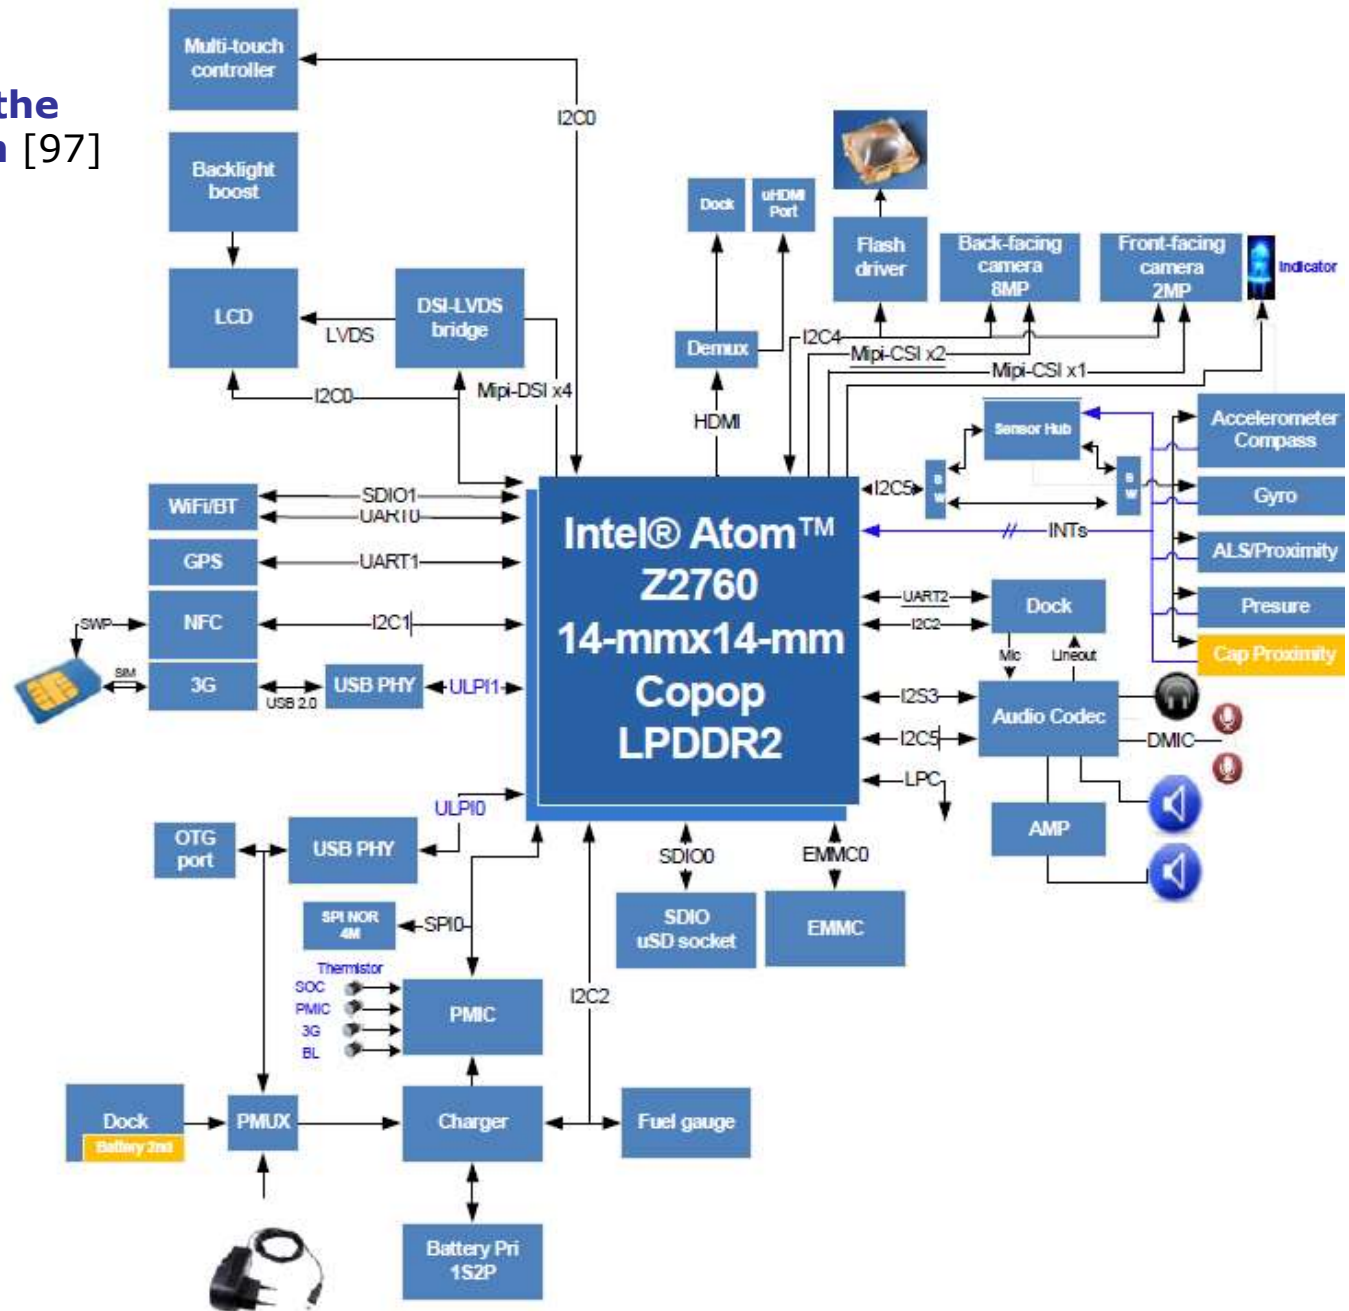 the
[97]
Multi-touch
controller
I2C0
Backlight
boost
LCD
LVDS
DSI-LVDS
bridge
I2C0
Mipi-DSI x4
Dock
uHDMI
Port
Demux
HDMI
Flash
driver
Back-facing
camera
8MP
Front-facing
camera
2MP
Indicator
I2C4
Mipi-CSI x2
Mipi-CSI x1
Sensor Hub
Accelerometer
Compass
I2C5
S
W
S
W
Gyro
INTs
ALS/Proximity
Presure
Cap Proximity
WiFi/BT
SDIO1
UART0
GPS
UART1
SWP
NFC
I2C1
SIM
3G
USB 2.0
USB PHY
ULPI1
Intel® Atom™
Z2760
14-mmx14-mm
Copop
LPDDR2
UART2
I2C2
Dock
Mic
Lineout
I2S3
I2C5
Audio Codec
DMIC
LPC
AMP
ULPI0
OTG
port
USB PHY
SDIO0
EMMC0
SPI NOR
4M
SPI0
SDIO
uSD socket
EMMC
Thermistor
SOC
PMIC
3G
BL
PMIC
I2C2
Dock
Battery 2nd
PMUX
Charger
Fuel gauge
Battery Pri
1S2P